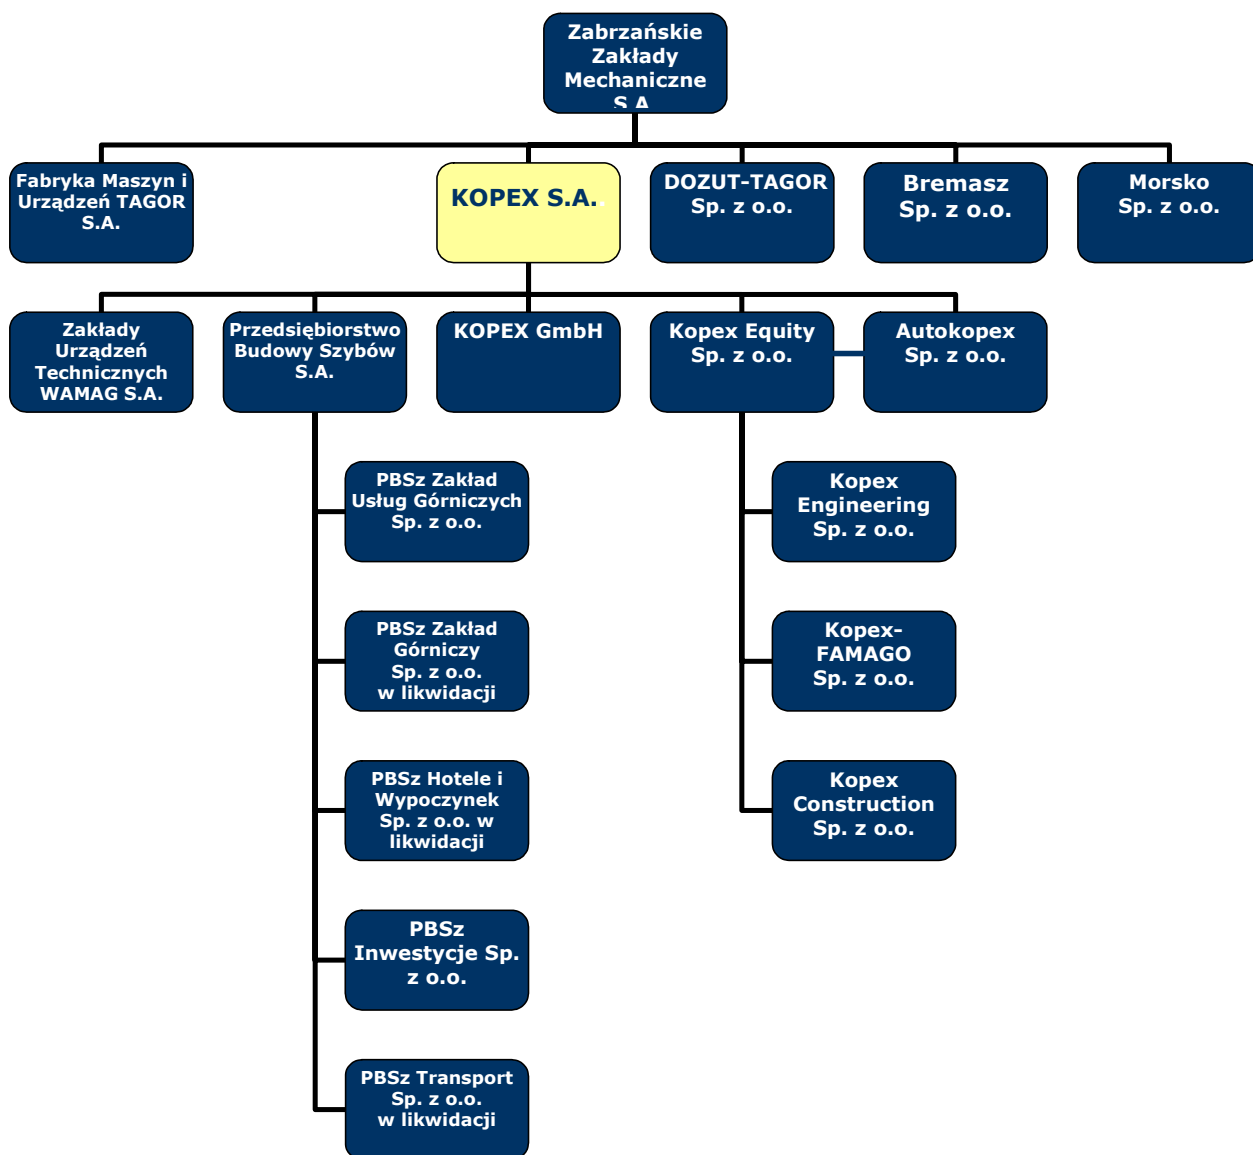 Zabrzańskie
Zakłady
Mechaniczne
S.A.
Fabryka Maszyn i
Urządzeń TAGOR
S.A.
KOPEX S.A.
DOZUT-TAGOR
Sp. z o.o.
Bremasz
Sp. z o.o.
Morsko
Sp. z o.o.
Zakłady
Urządzeń
Technicznych
WAMAG S.A.
Przedsiębiorstwo
Budowy Szybów
S.A.
KOPEX GmbH
Kopex Equity
Sp. z o.o.
Autokopex
Sp. z o.o.
PBSz Zakład
Usług Górniczych
Sp. z o.o.
Kopex
Engineering
Sp. z o.o.
PBSz Zakład
Górniczy
Sp. z o.o.
w likwidacji
Kopex-
FAMAGO
Sp. z o.o.
PBSz Hotele i
Wypoczynek
Sp. z o.o. w
likwidacji
Kopex
Construction
Sp. z o.o.
PBSz
Inwestycje Sp.
z o.o.
PBSz Transport
Sp. z o.o.
w likwidacji